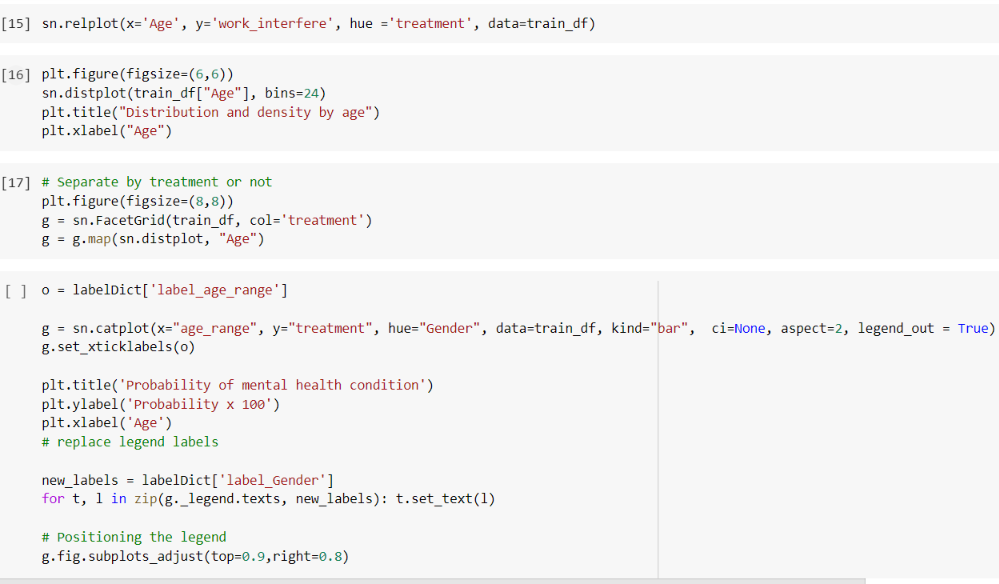 [15] sn.relplot(x='Age', y='work_interfere', hue ='treatment', data=train_df)
[16] plt.figure(figsize=(6,6))
sn.distplot(train_df["Age"], bins=24)
plt.title("Distribution and density by age")
plt.xlabel("Age")
[17] # Separate by treatment or not
plt.figure(figsize=(8,8))
g = sn.FacetGrid(train_df, col='treatment')
g = g.map(sn.distplot, "Age")
[ ] o = labelDict['label_age_range']
g = sn.catplot(x="age_range", y="treatment", hue="Gender", data=train_df, kind="bar",  ci=None, aspect=2, legend_out = True)
g.set_xticklabels(o)
plt.title('Probability of mental health condition')
plt.ylabel('Probability x 100')
plt.xlabel('Age')
# replace legend labels
new_labels = labelDict['label_Gender']
for t, l in zip(g._legend.texts, new_labels): t.set_text(l)
# Positioning the legend
g.fig.subplots_adjust(top=0.9,right=0.8)